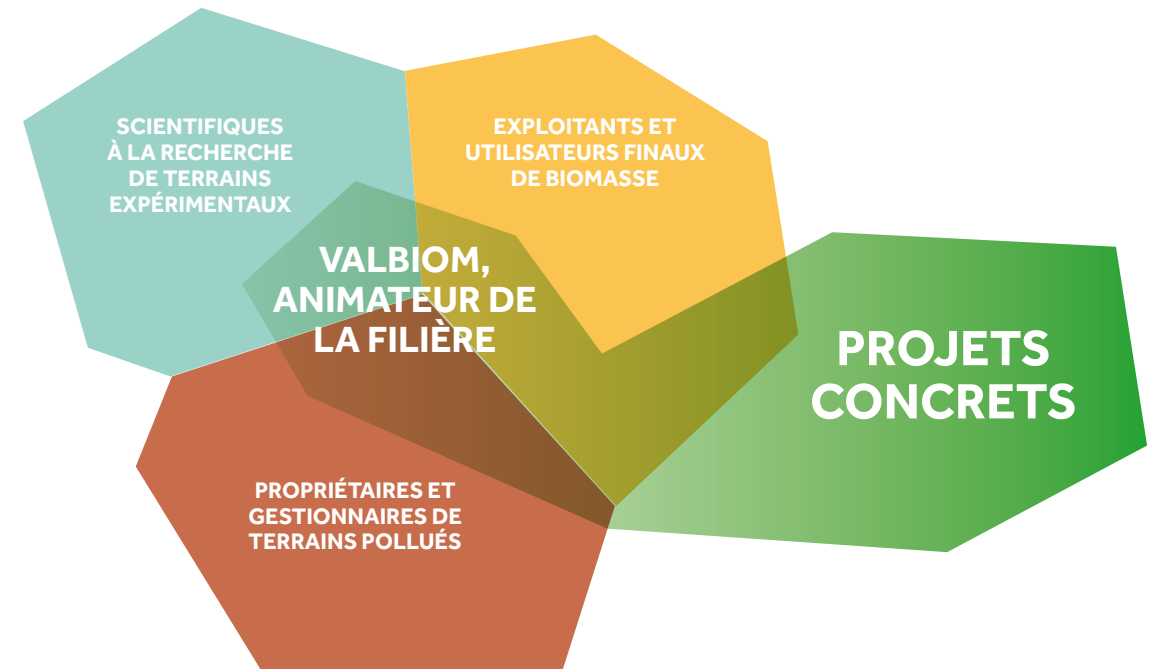 SCIENTIFIQUES
À LA RECHERCHE
DE TERRAINS
EXPÉRIMENTAUX
EXPLOITANTS ET
UTILISATEURS FINAUX
DE BIOMASSE
VALBIOM,
ANIMATEUR DE
LA FILIÈRE
PROJETS
CONCRETS
PROPRIÉTAIRES ET
GESTIONNAIRES DE
TERRAINS POLLUÉS